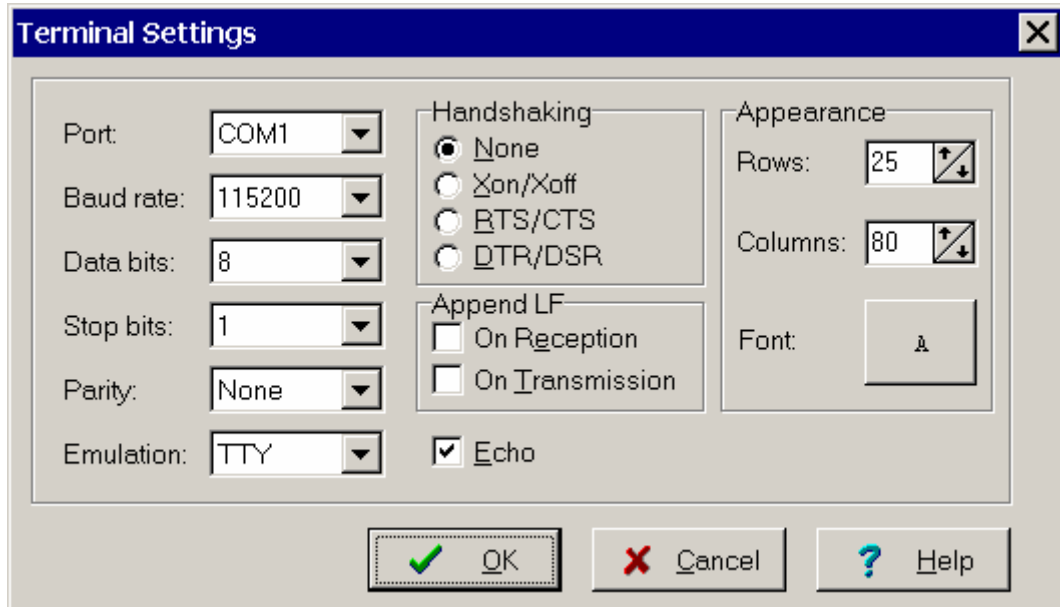 Terminal Settings
Port: COM1
Baud rate: 115200
Data bits: 8
Stop bits: 1
Parity: None
Emulation: TTY
Handshaking
None
Xon/Xoff
RTS/CTS
DTR/DSR
Append LF
On Reception
On Transmission
Echo
Appearance
Rows: 25
Columns: 80
Font: A
OK
Cancel
Help